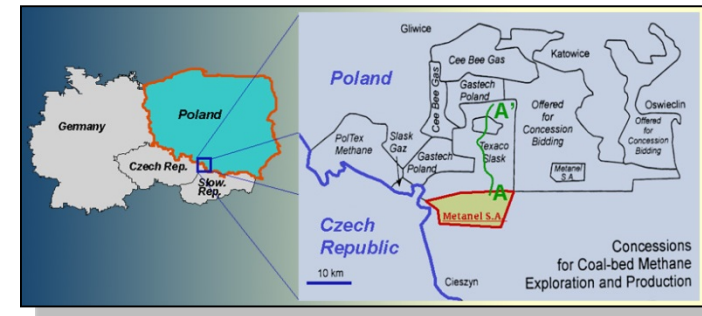 Germany
Poland
Czech Rep.
Slow.
Rep.
Poland
Gliwice
Cee Bee Gas
Cee Bee Gas
Katowice
Gastech
Poland
A'
Offered
for
Concession
Bidding
Oswieclin
Offered
for
Concession
Bidding
PolTex
Methane
Slask
Gaz
Gastech
Poland
Texaco
Slask
Metanel
S.A.
A
Metanel S.A.
Czech
Republic
10 km
Cieszyn
Concessions
for Coal-bed Methane
Exploration and Production